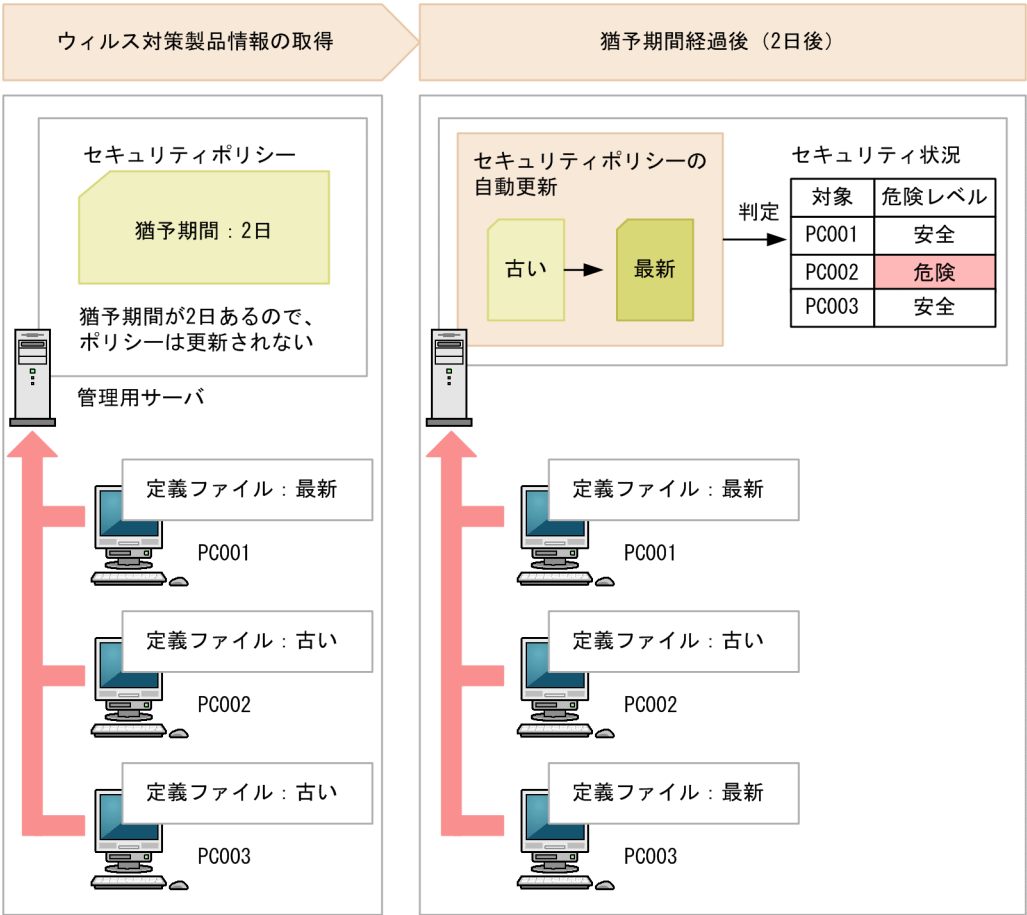 ウィルス対策製品情報の取得
猶予期間経過後（2日後）
セキュリティポリシー
猶予期間：2日
猶予期間が2日あるので、
ポリシーは更新されない
管理用サーバ
定義ファイル：最新
PC001
定義ファイル：古い
PC002
定義ファイル：古い
PC003
セキュリティポリシーの
自動更新
古い
最新
判定
セキュリティ状況
対象 危険レベル
PC001 安全
PC002 危険
PC003 安全
定義ファイル：最新
PC001
定義ファイル：古い
PC002
定義ファイル：最新
PC003